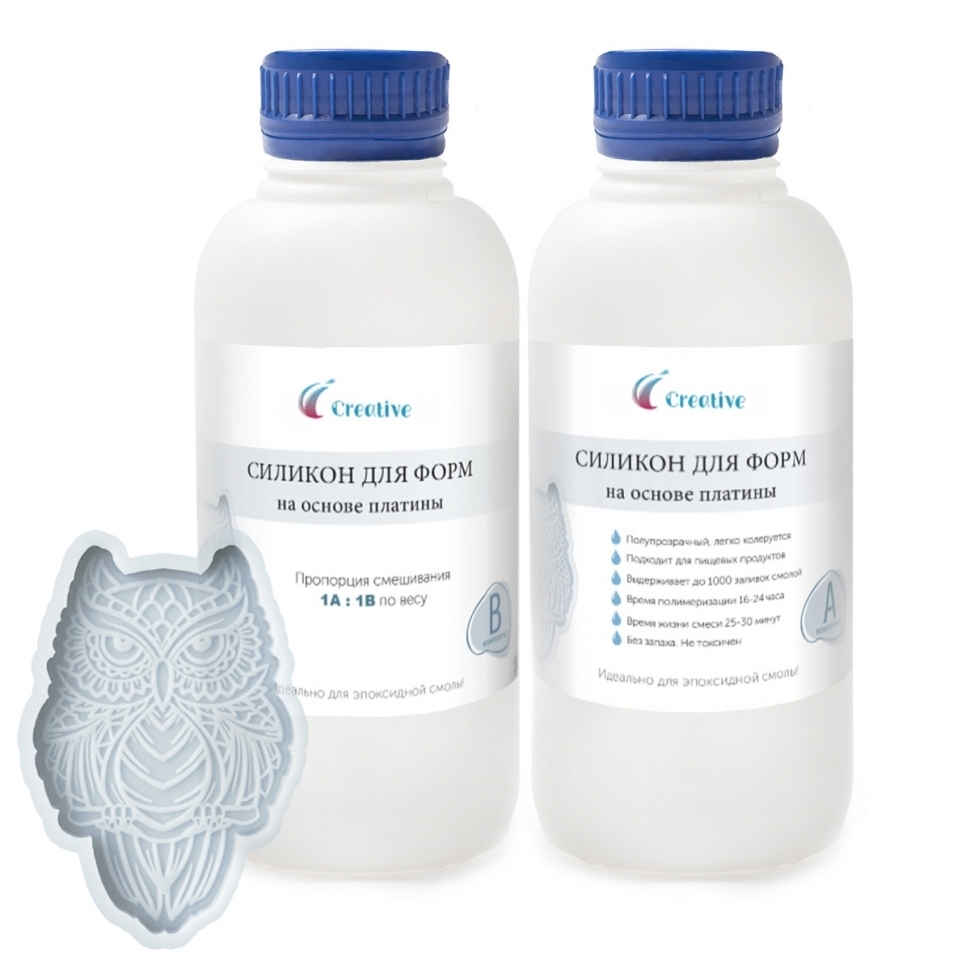 Creative
СИЛИКОН ДЛЯ ФОРМ
на основе платины
Пропорция смешивания
1А : 1В по весу
B
Идеально для эпоксидной смолы!
Creative
СИЛИКОН ДЛЯ ФОРМ
на основе платины
Полупрозрачный, легко колеруется
Подходит для пищевых продуктов
Выдерживает до 1000 заливок смолой
Время полимеризации 16-24 часа
Время жизни смеси 25-30 минут
Без запаха. Не токсичен
A
Идеально для эпоксидной смолы!